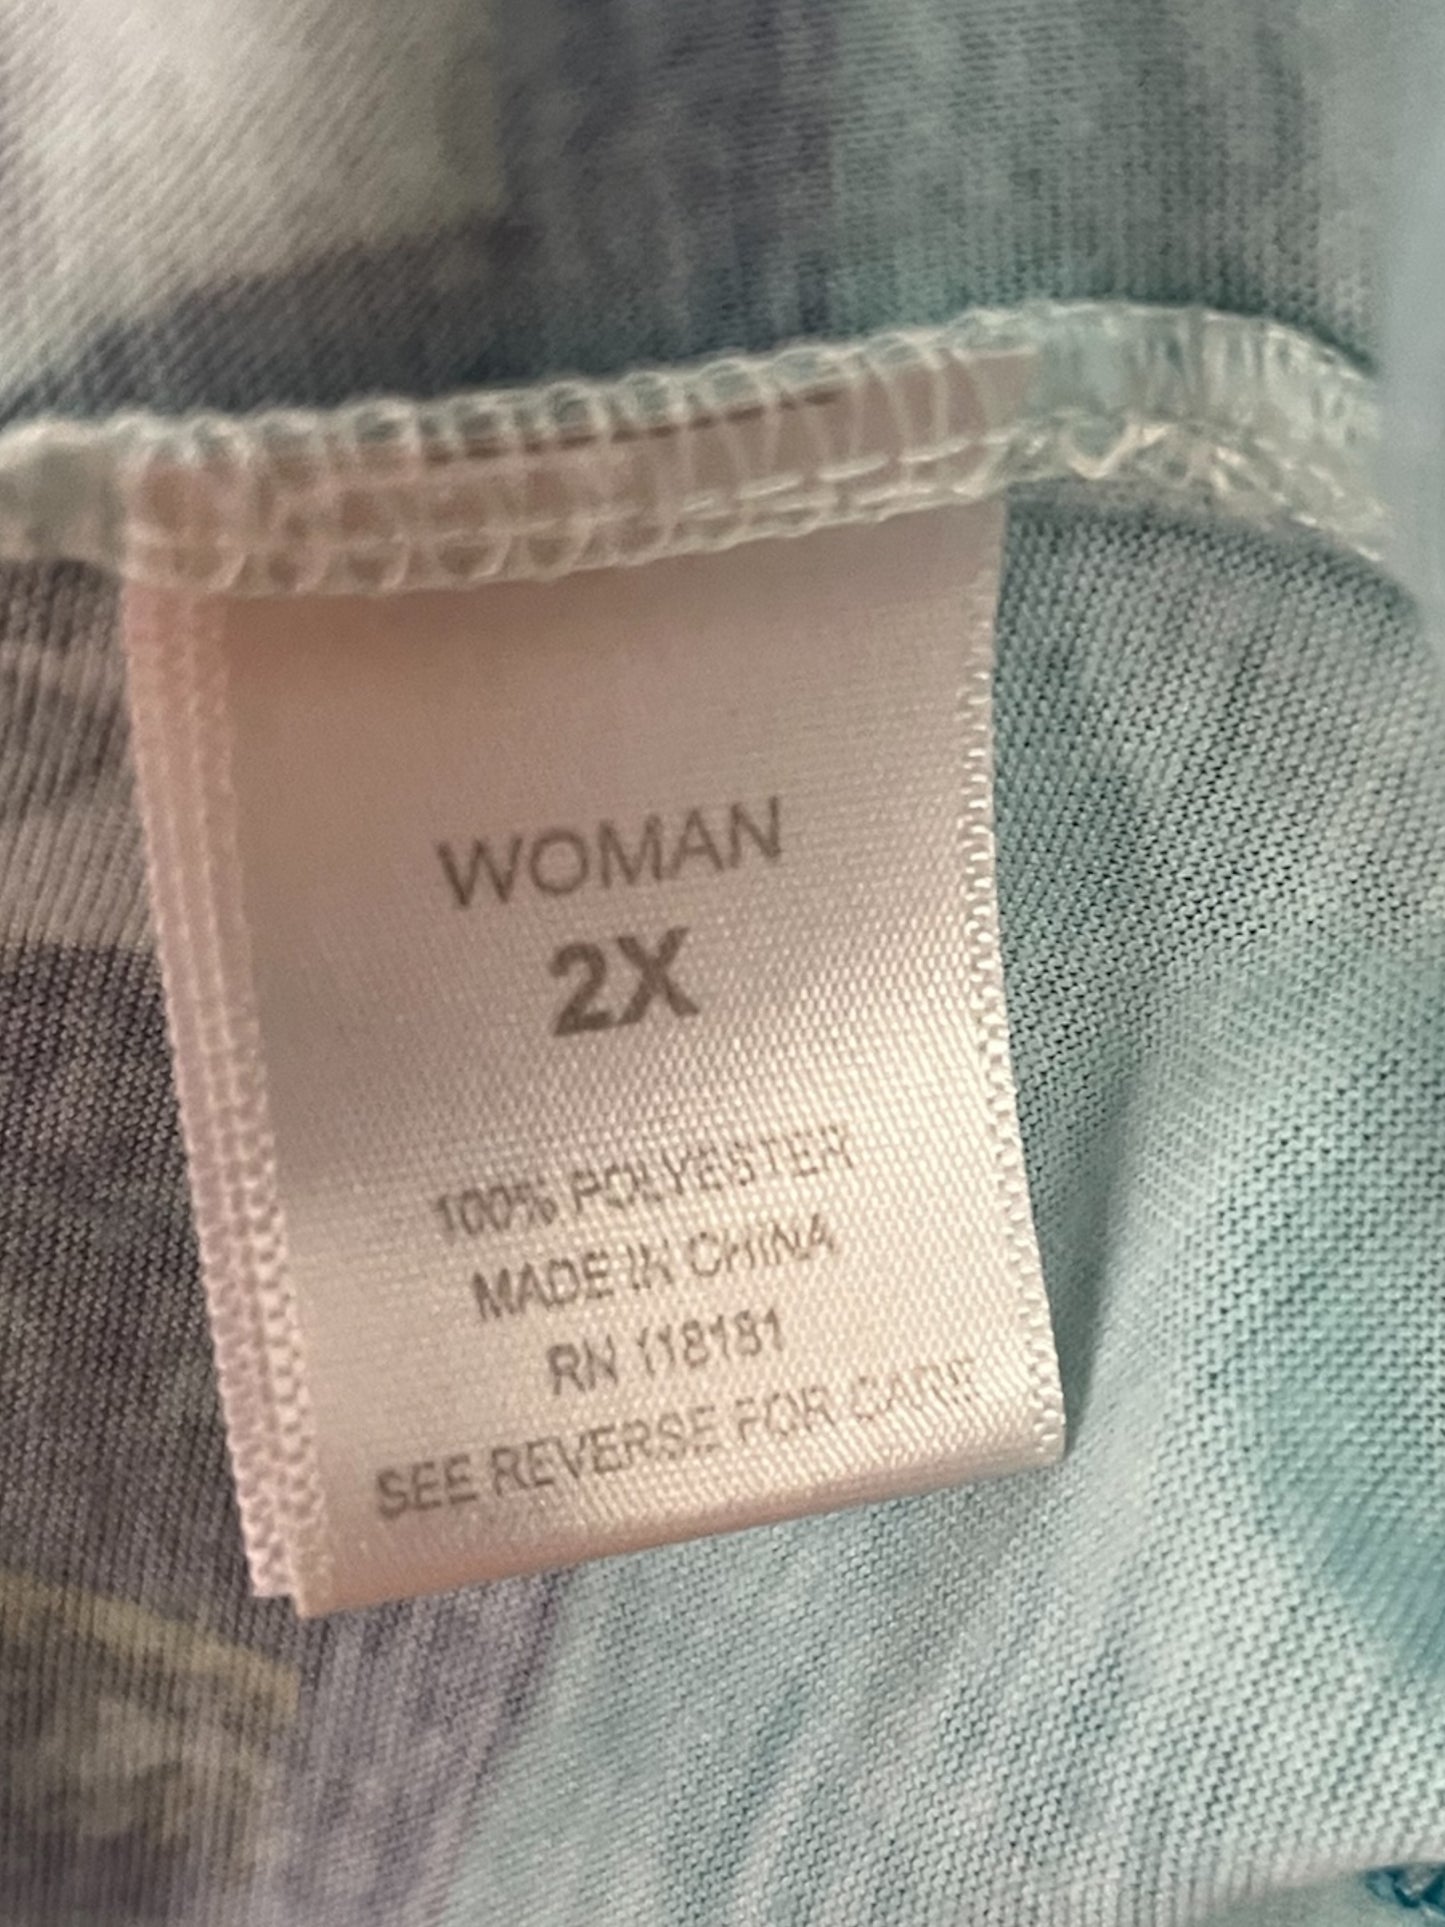 WOMAN
2X
100% POLYESTER
MADE IN CHINA
RN 118181
SEE REVERSE FOR CARE